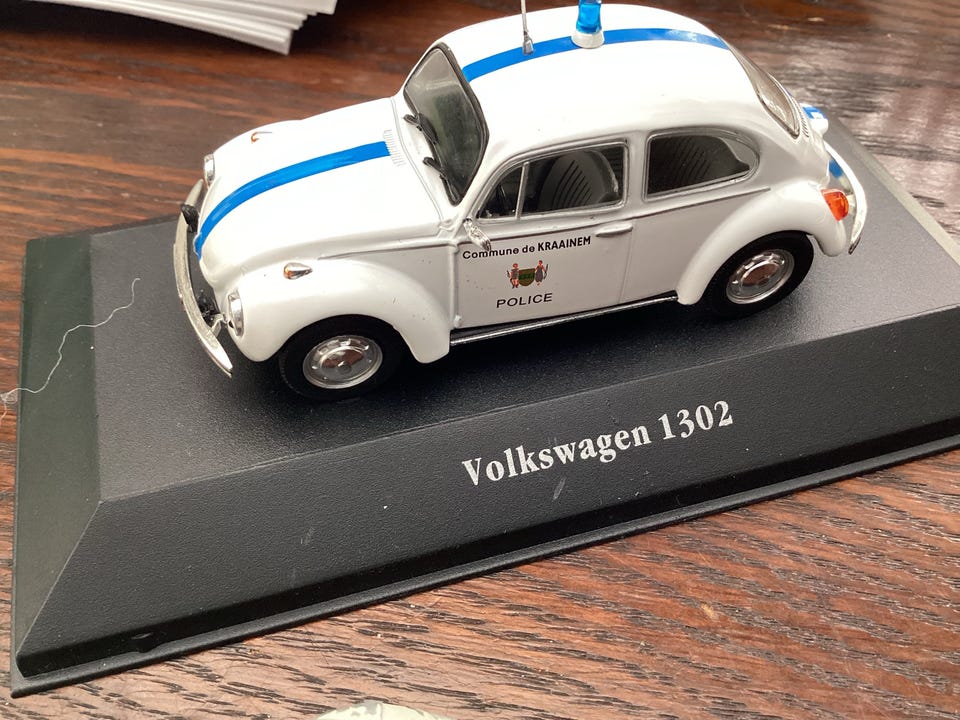 Commune de KRAAINEM
POLICE
Volkswagen 1302